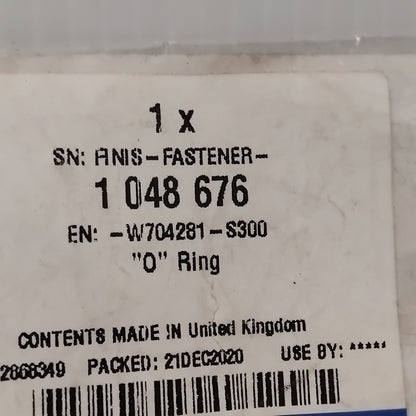 1 x
SN: FINIS-FASTENER-
1 048 676
EN: -W704281-S300
"O" Ring
CONTENTS MADE IN United Kingdom
2868349 PACKED: 21DEC2020 USE BY: *****